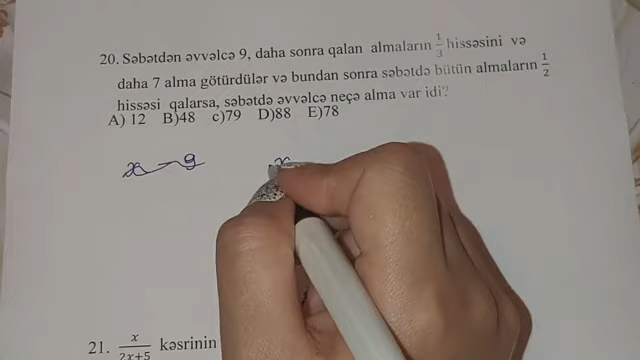 20. Səbətdən əvvəlcə 9, daha sonra qalan almaların 1/3 hissəsini və
daha 7 alma götürdülər və bundan sonra səbətdə bütün almaların 1/2
hissəsi qalarsa, səbətdə əvvəlcə neçə alma var idi?
A) 12 B)48 c)79 D)88 E)78
x - 9 x
21. x/2x+5 kəsrinin